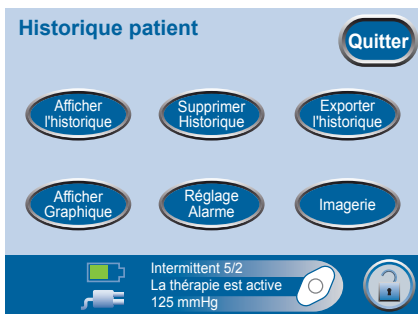 Historique patient
Quitter
Afficher
l'historique
Supprimer
Historique
Exporter
l'historique
Afficher
Graphique
Réglage
Alarme
Imagerie
Intermittent 5/2
La thérapie est active
125 mmHg